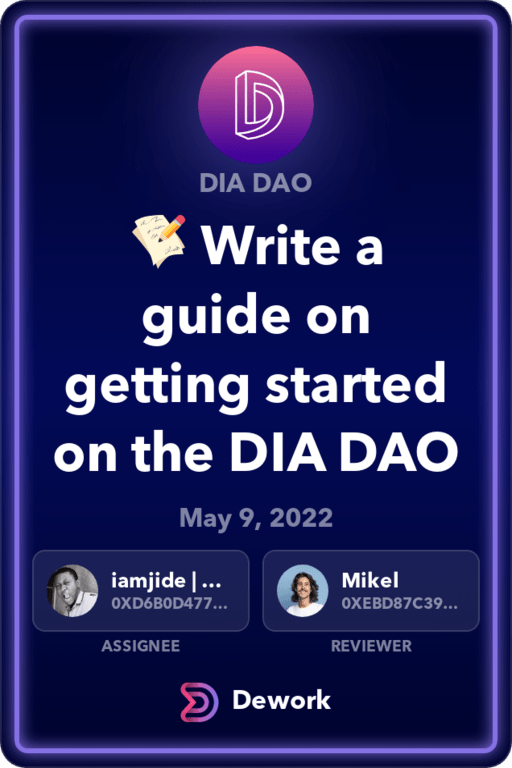 DIA DAO
📝 Write a
guide on
getting started
on the DIA DAO
May 9, 2022
iamjide | ...
0XD6B0D477...
ASSIGNEE
Mikel
0XEBD87C39...
REVIEWER
Dework